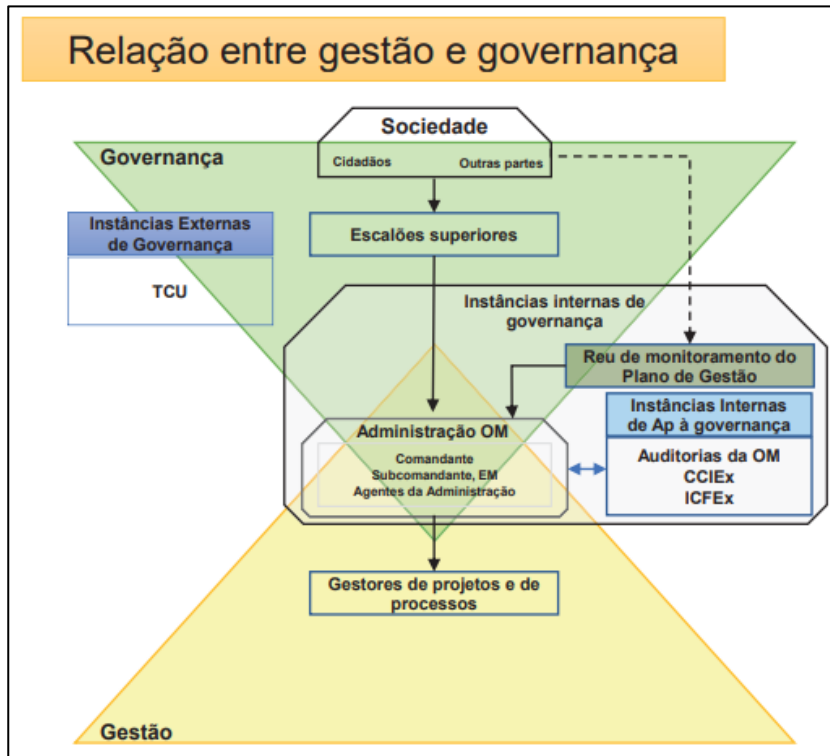 Relação entre gestão e governança
Sociedade
Governança
Cidadãos
Outras partes
Instâncias Externas
de Governança
TCU
Escalões superiores
Instâncias internas de
governança
Reu de monitoramento do
Plano de Gestão
Instâncias Internas
de Ap à governança
Auditorias da OM
CCIEx
ICFEx
Administração OM
Comandante
Subcomandante, EM
Agentes da Administração
Gestores de projetos e de
processos
Gestão